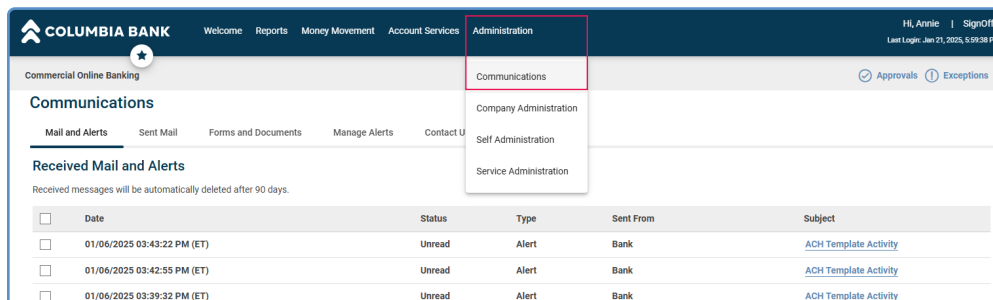 COLUMBIA BANK
Welcome Reports Money Movement Account Services Administration
Hi, Annie | SignOff
Last Login: Jan 21, 2025, 5:59:38 P
Commercial Online Banking
Approvals Exceptions
Communications
Company Administration
Self Administration
Service Administration
Communications
Mail and Alerts Sent Mail Forms and Documents Manage Alerts Contact U
Received Mail and Alerts
Received messages will be automatically deleted after 90 days.
Date Status Type Sent From Subject
01/06/2025 03:43:22 PM (ET) Unread Alert Bank ACH Template Activity
01/06/2025 03:42:55 PM (ET) Unread Alert Bank ACH Template Activity
01/06/2025 03:39:32 PM (ET) Unread Alert Bank ACH Template Activity